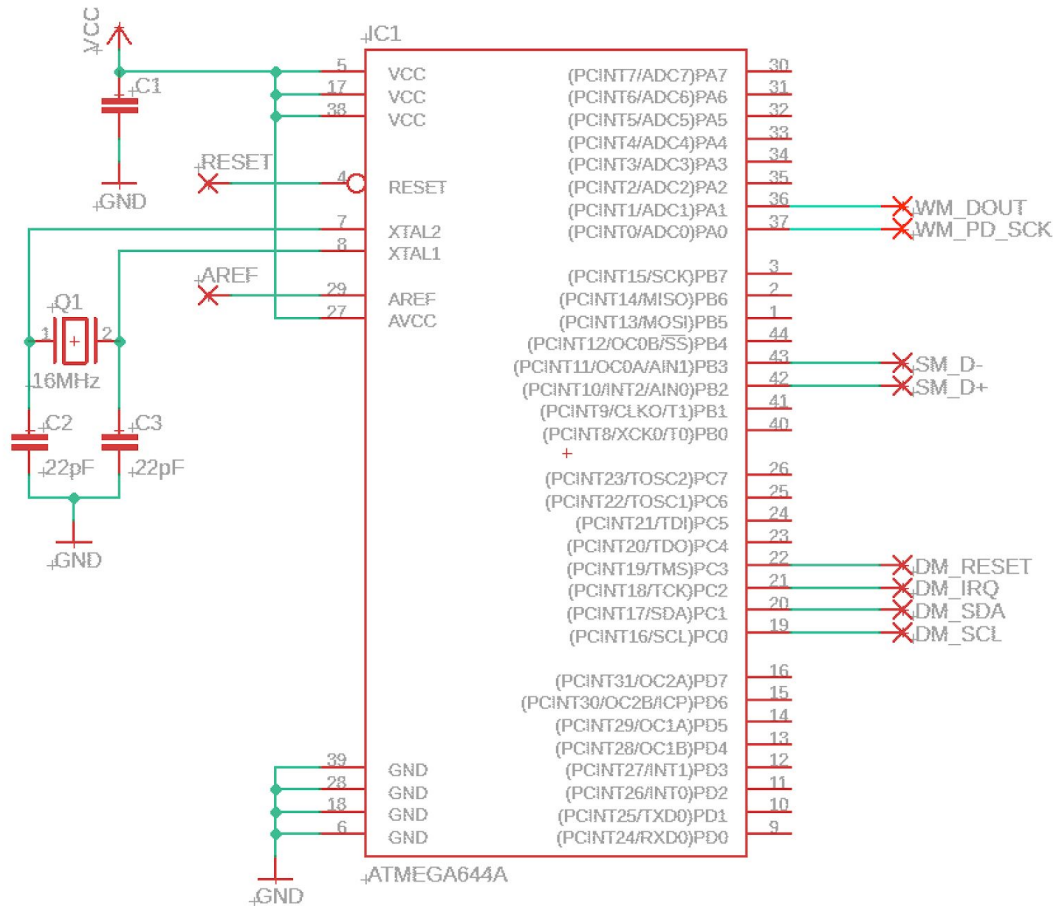 VCC
C1
GND
RESET
AREF
Q1
1
2
16MHz
C2
C3
22pF
22pF
GND
GND
IC1
5 VCC
17 VCC
38 VCC
4 RESET
7 XTAL2
8 XTAL1
29 AREF
27 AVCC
39 GND
28 GND
18 GND
6 GND
(PCINT7/ADC7)PA7 30
(PCINT6/ADC6)PA6 31
(PCINT5/ADC5)PA5 32
(PCINT4/ADC4)PA4 33
(PCINT3/ADC3)PA3 34
(PCINT2/ADC2)PA2 35
(PCINT1/ADC1)PA1 36 WM_DOUT
(PCINT0/ADC0)PA0 37 WM_PD_SCK
(PCINT15/SCK)PB7 3
(PCINT14/MISO)PB6 2
(PCINT13/MOSI)PB5 1
(PCINT12/OC0B/SS)PB4 44
(PCINT11/OC0A/AIN1)PB3 43 SM_D-
(PCINT10/INT2/AIN0)PB2 42 SM_D+
(PCINT9/CLKO/T1)PB1 41
(PCINT8/XCK0/T0)PB0 40
(PCINT23/TOSC2)PC7 26
(PCINT22/TOSC1)PC6 25
(PCINT21/TDI)PC5 24
(PCINT20/TDO)PC4 23
(PCINT19/TMS)PC3 22 DM_RESET
(PCINT18/TCK)PC2 21 DM_IRQ
(PCINT17/SDA)PC1 20 DM_SDA
(PCINT16/SCL)PC0 19 DM_SCL
(PCINT31/OC2A)PD7 16
(PCINT30/OC2B/ICP)PD6 15
(PCINT29/OC1A)PD5 14
(PCINT28/OC1B)PD4 13
(PCINT27/INT1)PD3 12
(PCINT26/INT0)PD2 11
(PCINT25/TXD0)PD1 10
(PCINT24/RXD0)PD0 9
ATMEGA644A